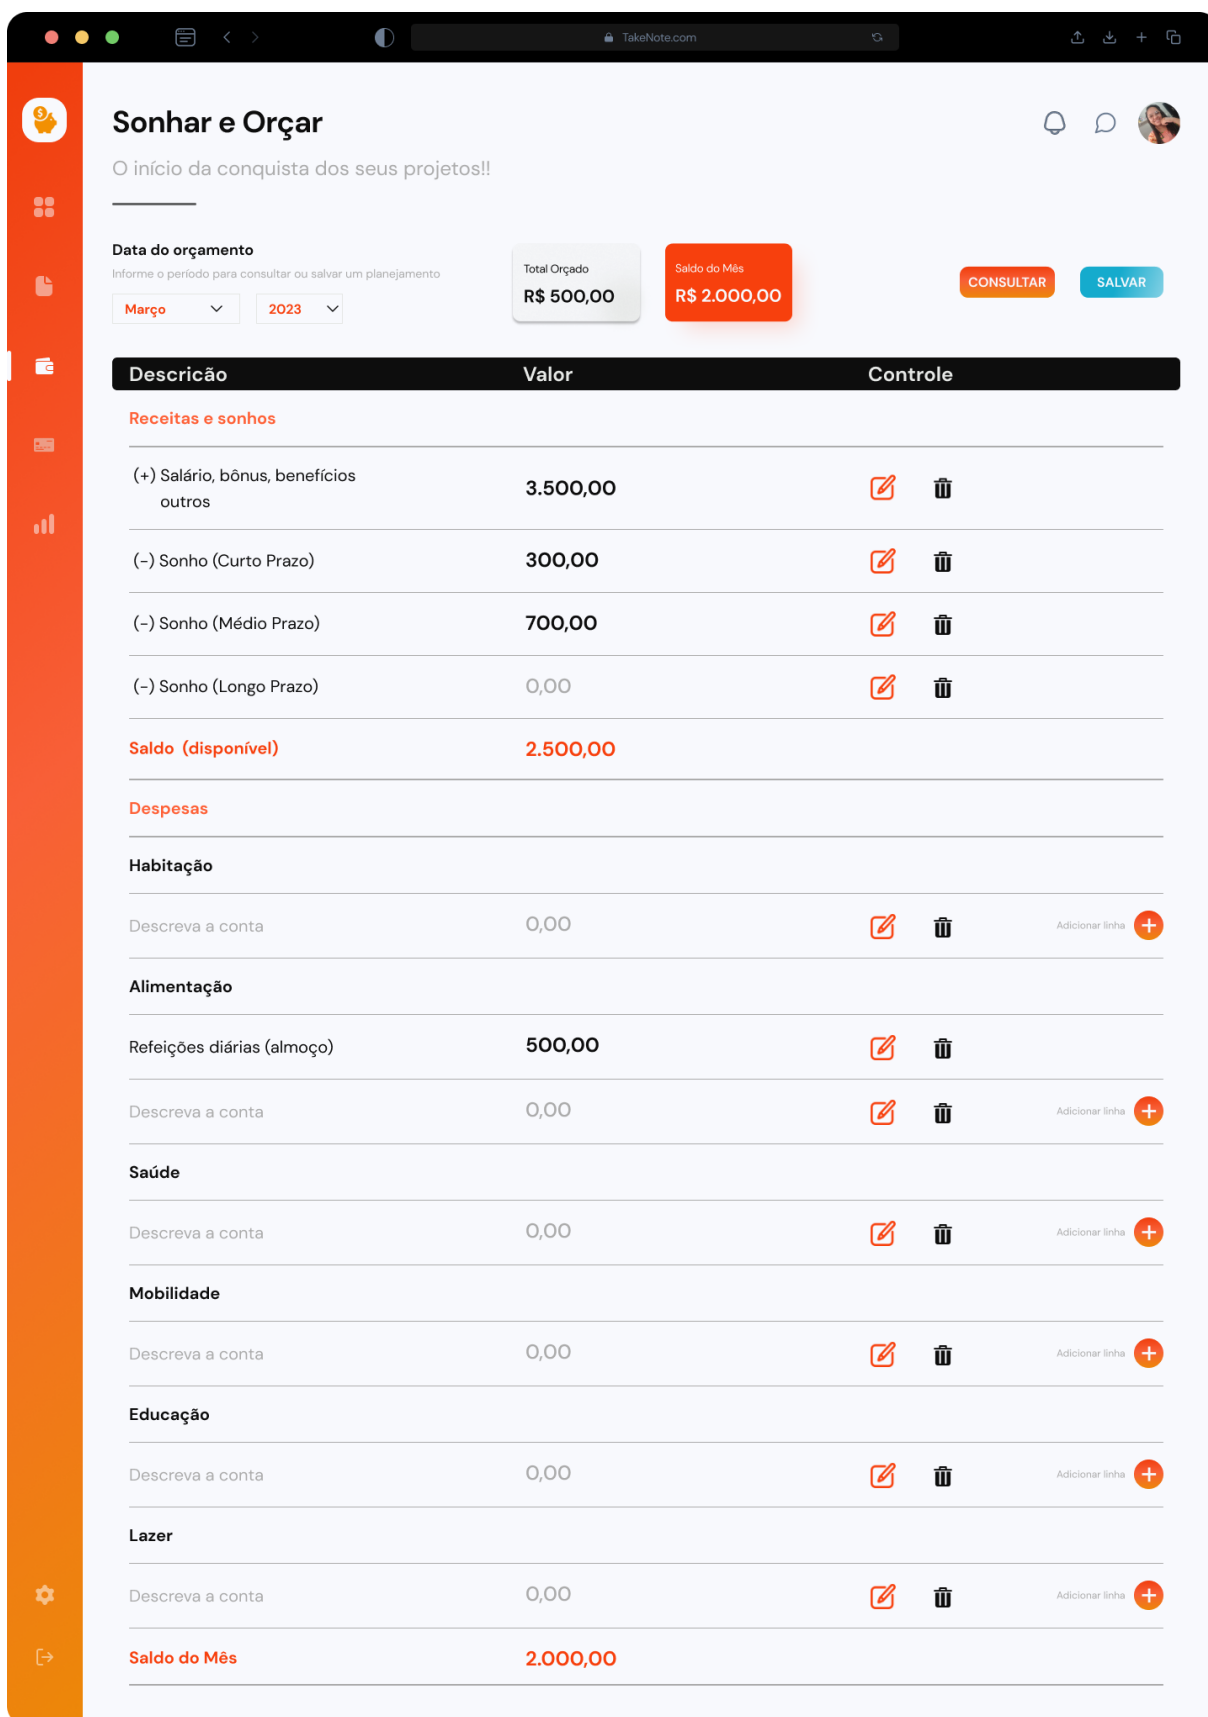 TakeNote.com
Sonhar e Orçar
O início da conquista dos seus projetos!!
Data do orçamento
Informe o período para consultar ou salvar um planejamento
Março
2023
Total Orçado
R$ 500,00
Saldo do Mês
R$ 2.000,00
CONSULTAR
SALVAR
Descricão Valor Controle
Receitas e sonhos
(+) Salário, bônus, benefícios
outros
3.500,00
(-) Sonho (Curto Prazo) 300,00
(-) Sonho (Médio Prazo) 700,00
(-) Sonho (Longo Prazo) 0,00
Saldo (disponível) 2.500,00
Despesas
Habitação
Descreva a conta 0,00 Adicionar linha
Alimentação
Refeições diárias (almoço) 500,00
Descreva a conta 0,00 Adicionar linha
Saúde
Descreva a conta 0,00 Adicionar linha
Mobilidade
Descreva a conta 0,00 Adicionar linha
Educação
Descreva a conta 0,00 Adicionar linha
Lazer
Descreva a conta 0,00 Adicionar linha
Saldo do Mês 2.000,00